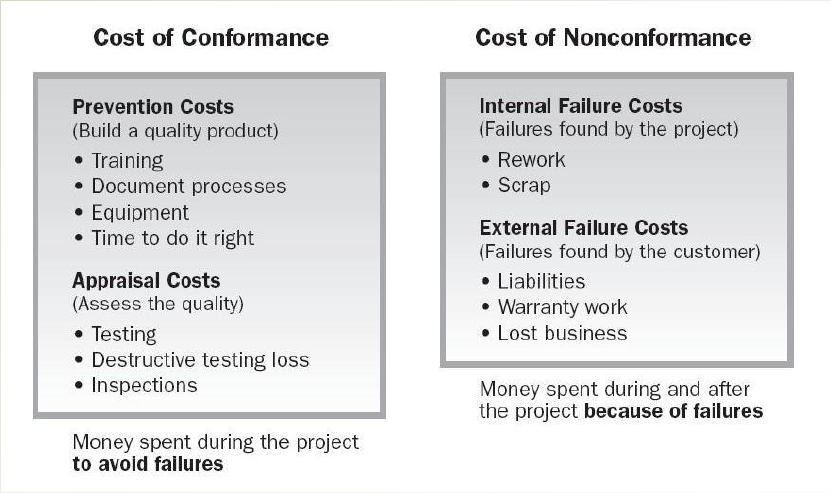 Cost of Conformance
Prevention Costs
(Build a quality product)
• Training
• Document processes
• Equipment
• Time to do it right
Appraisal Costs
(Assess the quality)
• Testing
• Destructive testing loss
• Inspections
Money spent during the project
to avoid failures
Cost of Nonconformance
Internal Failure Costs
(Failures found by the project)
• Rework
• Scrap
External Failure Costs
(Failures found by the customer)
• Liabilities
• Warranty work
• Lost business
Money spent during and after
the project because of failures